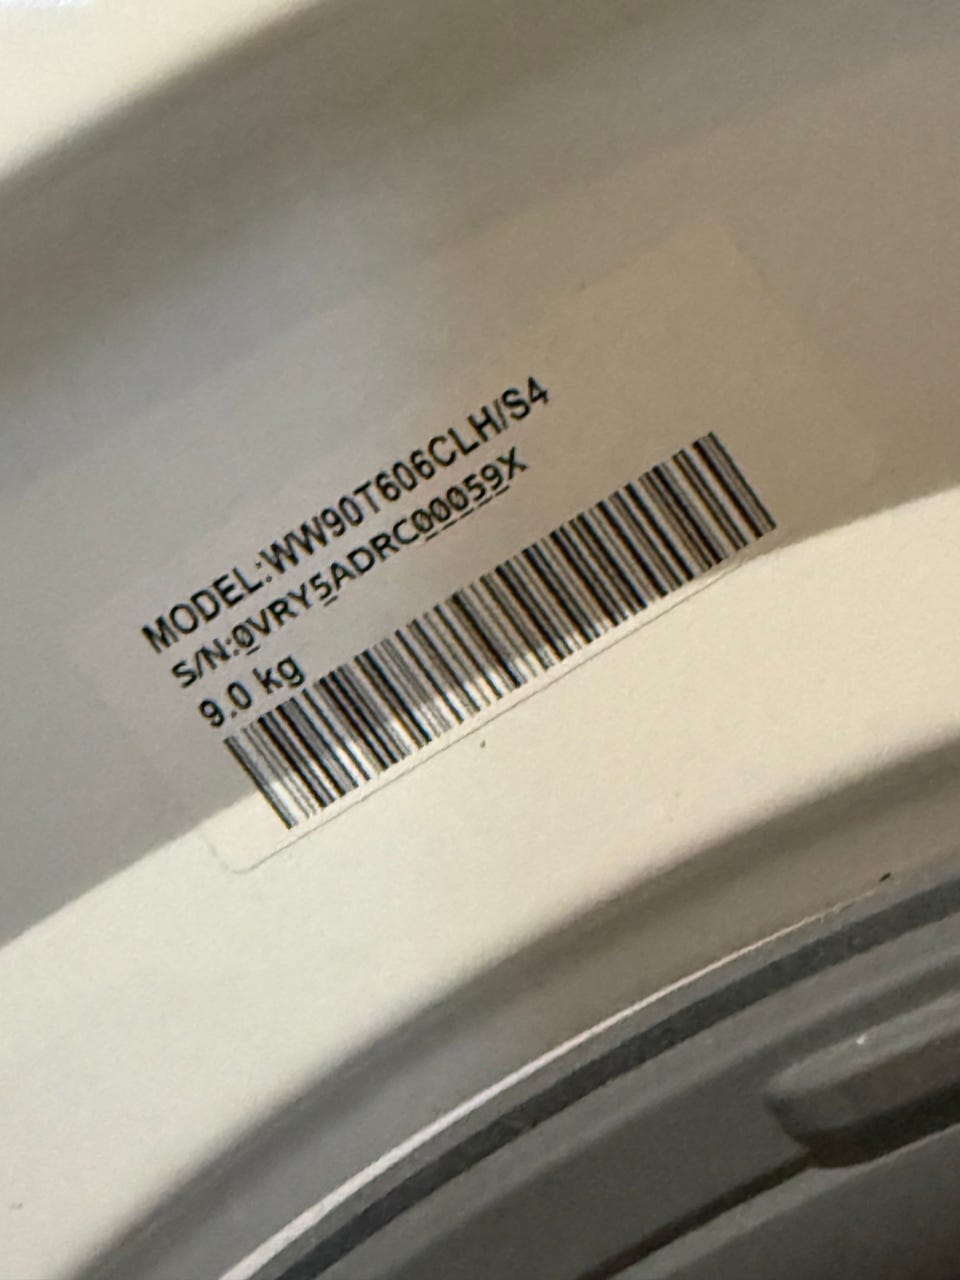 MODEL:WW90T606CLH/S4
S/N:0VRY5ADRC00059X
9.0 kg